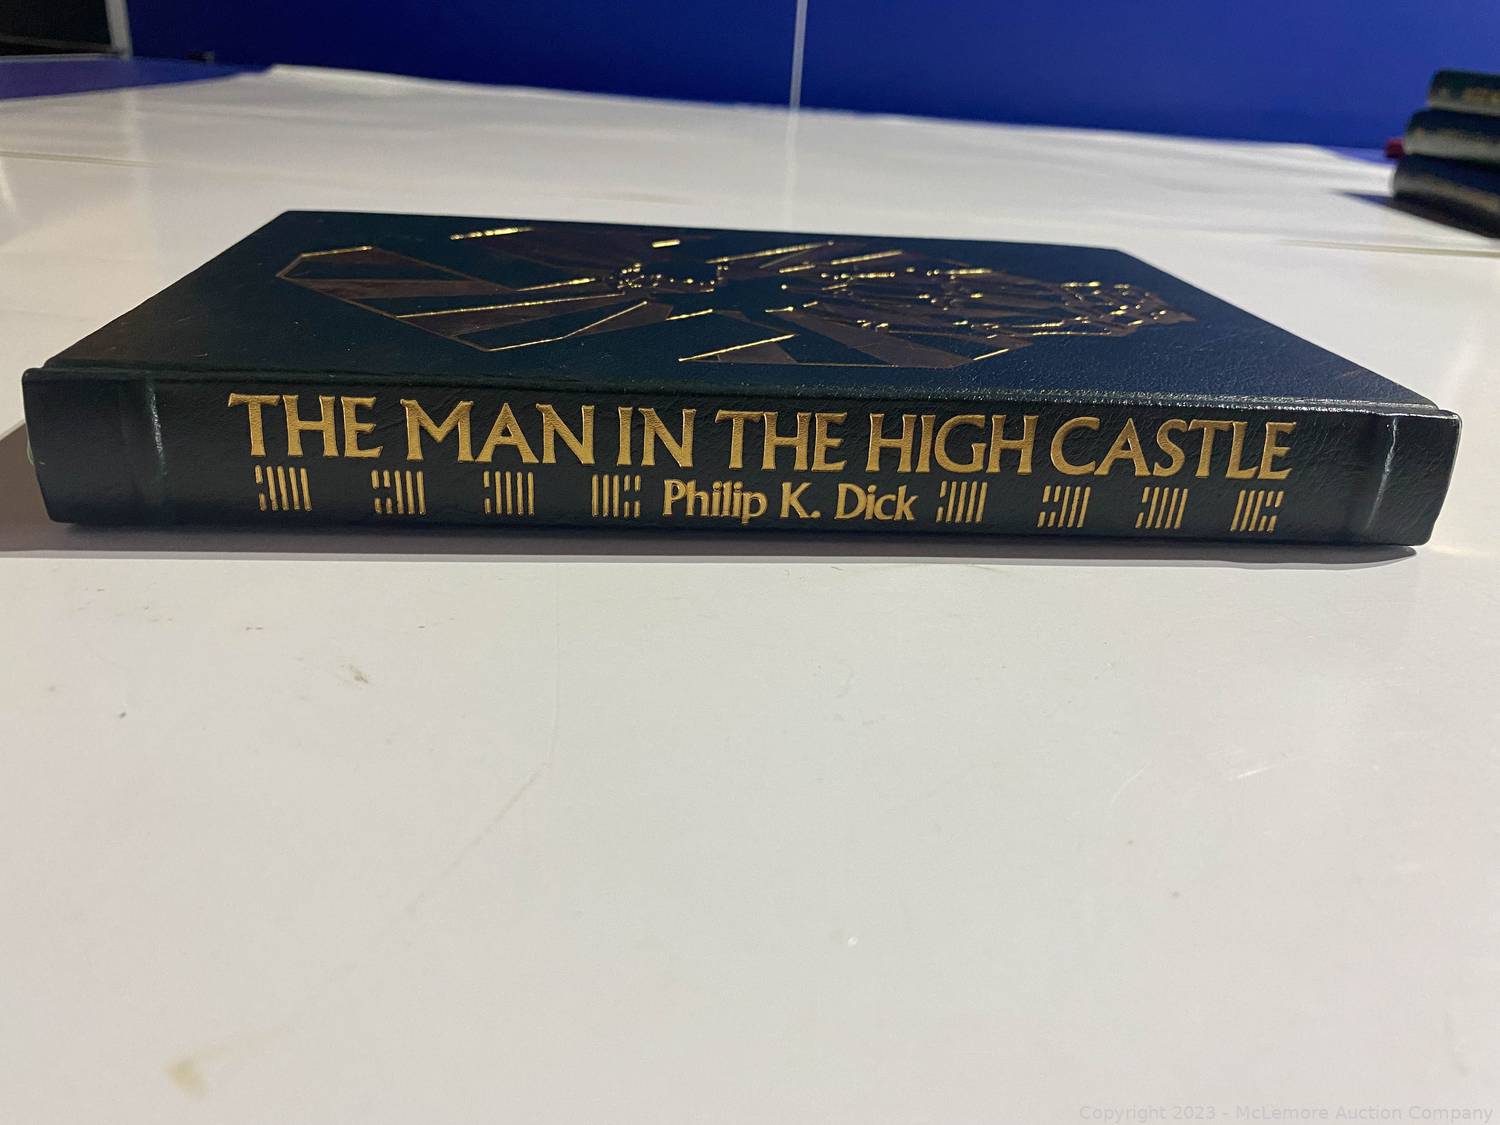 THE MAN IN THE HIGH CASTLE
Philip K. Dick
Copyright 2023 - McLemore Auction Company